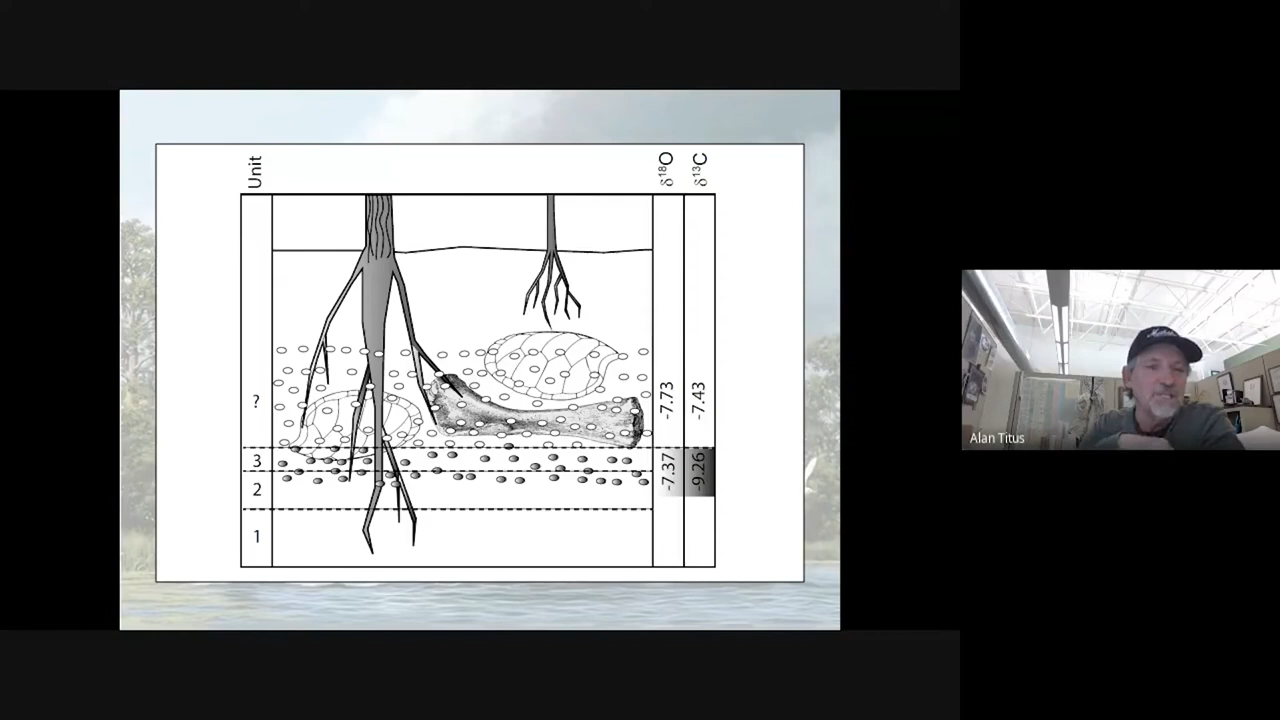 Unit
δ18O
δ13C
?
-7.73
-7.43
3
-7.37
-9.26
2
1
Alan Titus